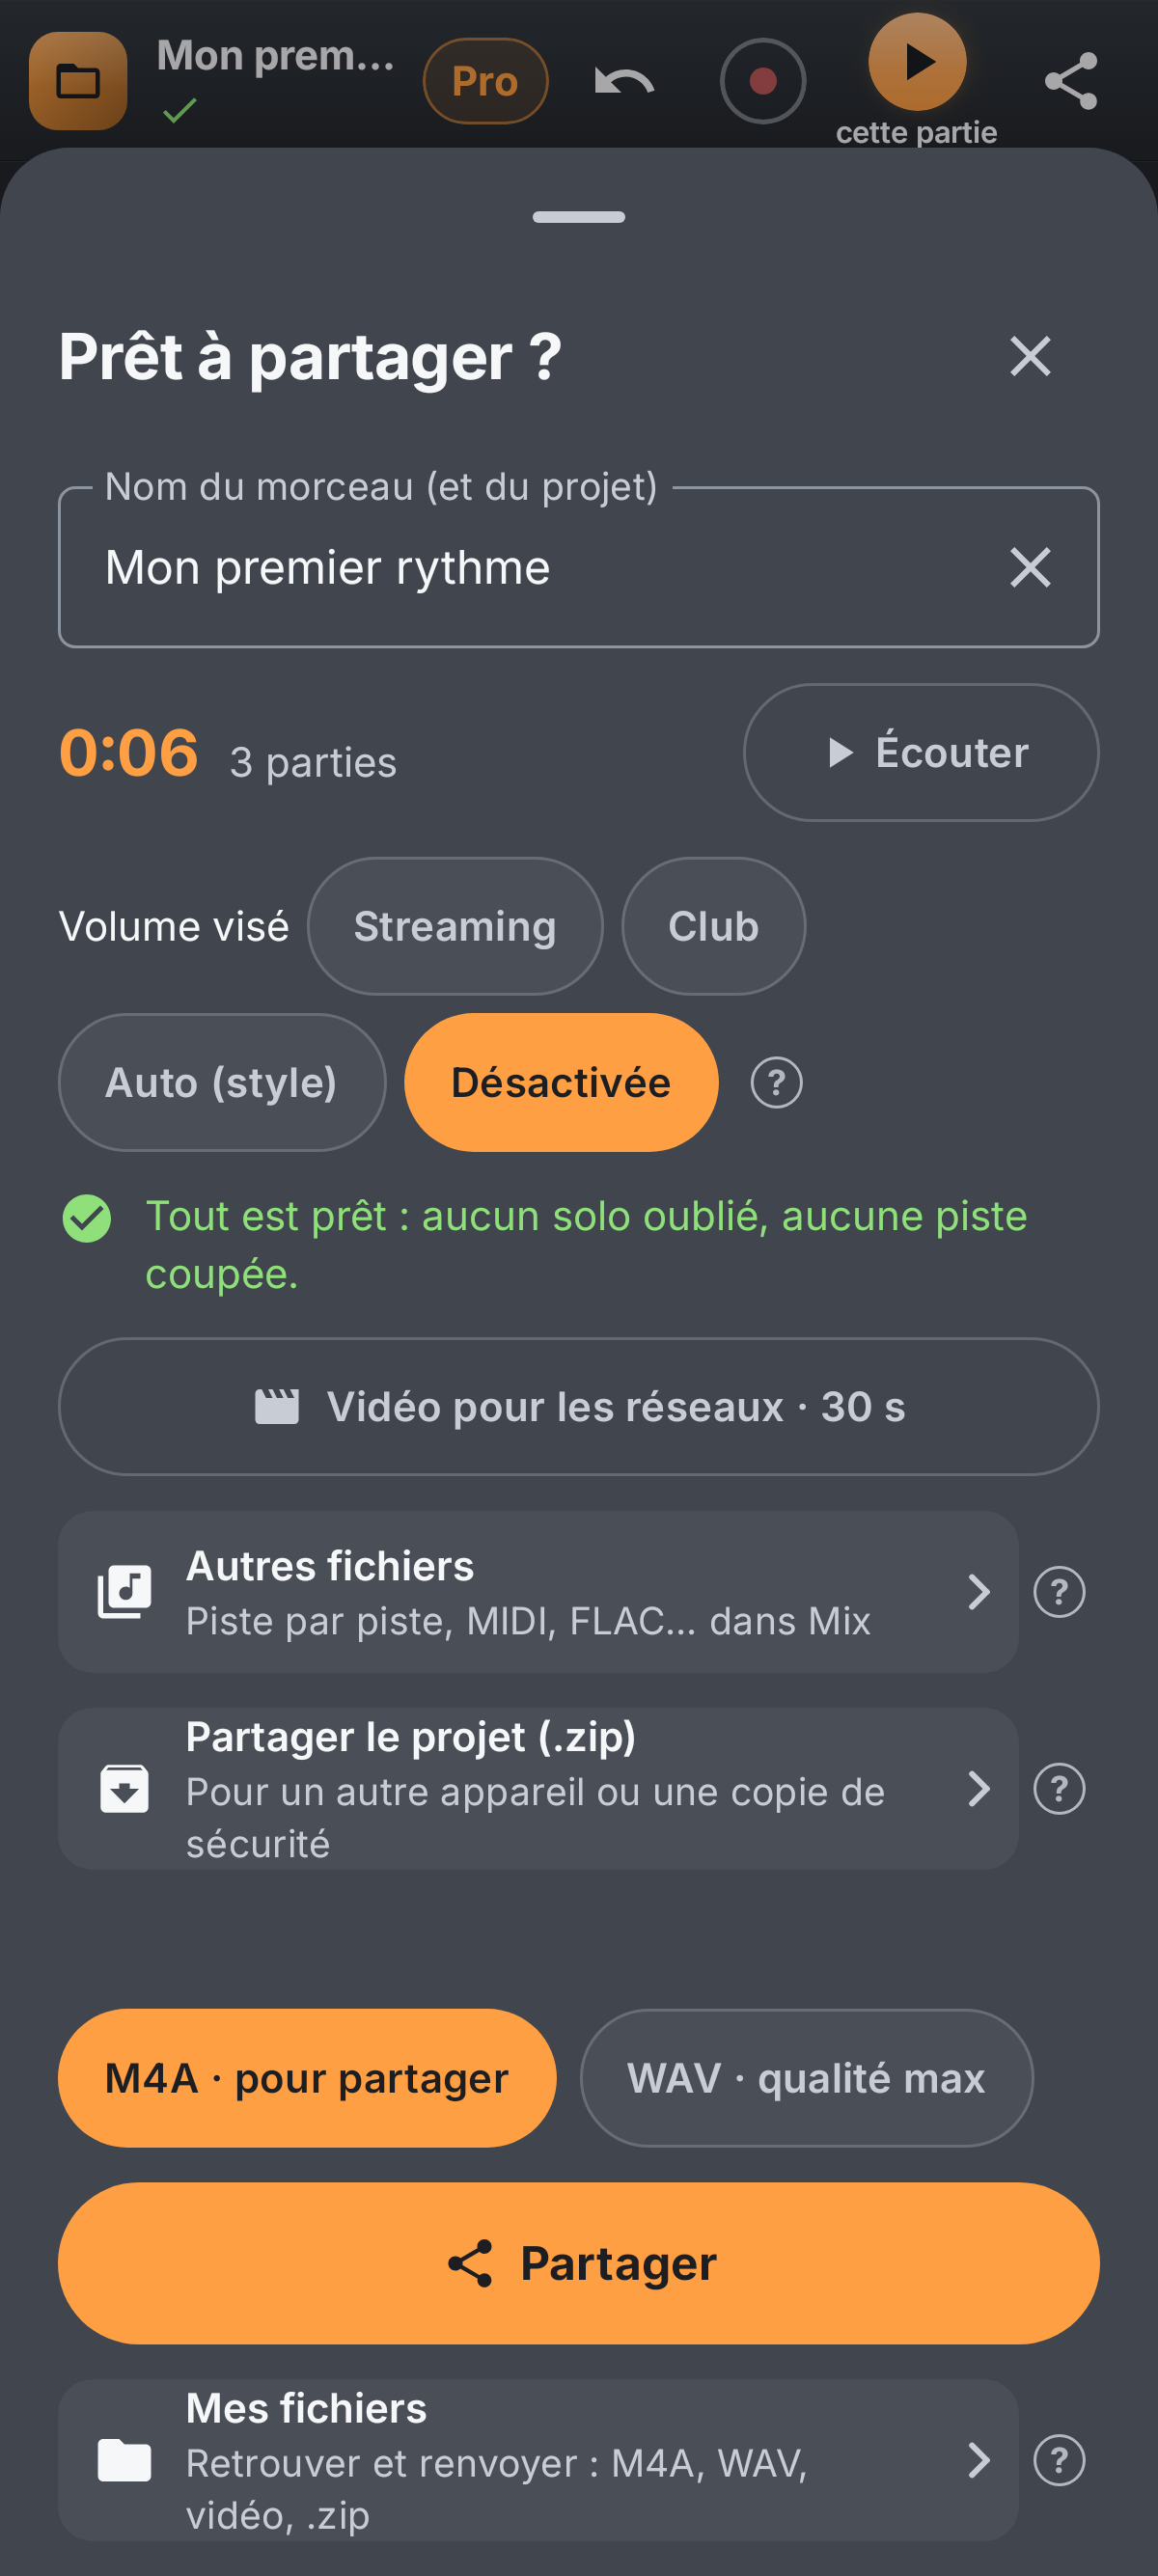 Mon prem...
Pro
cette partie
Prêt à partager ?
Nom du morceau (et du projet)
Mon premier rythme
0:06 3 parties
Écouter
Volume visé Streaming Club
Auto (style) Désactivée ?
Tout est prêt : aucun solo oublié, aucune piste
coupée.
Vidéo pour les réseaux · 30 s
Autres fichiers
Piste par piste, MIDI, FLAC... dans Mix
?
Partager le projet (.zip)
Pour un autre appareil ou une copie de
sécurité
?
M4A · pour partager WAV · qualité max
Partager
Mes fichiers
Retrouver et renvoyer : M4A, WAV,
vidéo, .zip
?